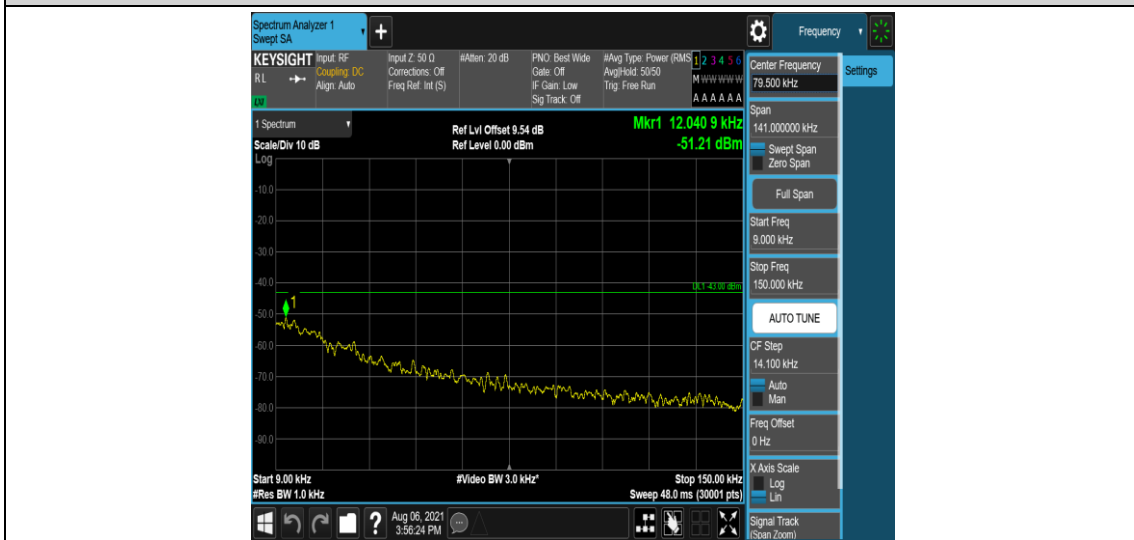 Spectrum Analyzer 1
Swept SA
+
Frequency
KEYSIGHT
Input: RF
Input Z: 50 Ω
#Atten: 20 dB
PNO: Best Wide
#Avg Type: Power (RMS
1 2 3 4 5 6
RL
Coupling: DC
Corrections: Off
Gate: Off
Avg|Hold: 50/50
M W W W W W
Align: Auto
Freq Ref: Int (S)
IF Gain: Low
Trig: Free Run
Sig Track: Off
A A A A A A
LXI
1 Spectrum
Ref Lvl Offset 9.54 dB
Mkr1 12.040 9 kHz
Scale/Div 10 dB
Ref Level 0.00 dBm
-51.21 dBm
Log
-10.0
-20.0
-30.0
-40.0
DL1 -43.00 dBm
1
-50.0
-60.0
-70.0
-80.0
-90.0
Start 9.00 kHz
#Video BW 3.0 kHz*
Stop 150.00 kHz
#Res BW 1.0 kHz
Sweep 48.0 ms (30001 pts)
?
Aug 06, 2021
3:56:24 PM
Center Frequency
79.500 kHz
Settings
Span
141.000000 kHz
Swept Span
Zero Span
Full Span
Start Freq
9.000 kHz
Stop Freq
150.000 kHz
AUTO TUNE
CF Step
14.100 kHz
Auto
Man
Freq Offset
0 Hz
X Axis Scale
Log
Lin
Signal Track
(Span Zoom)